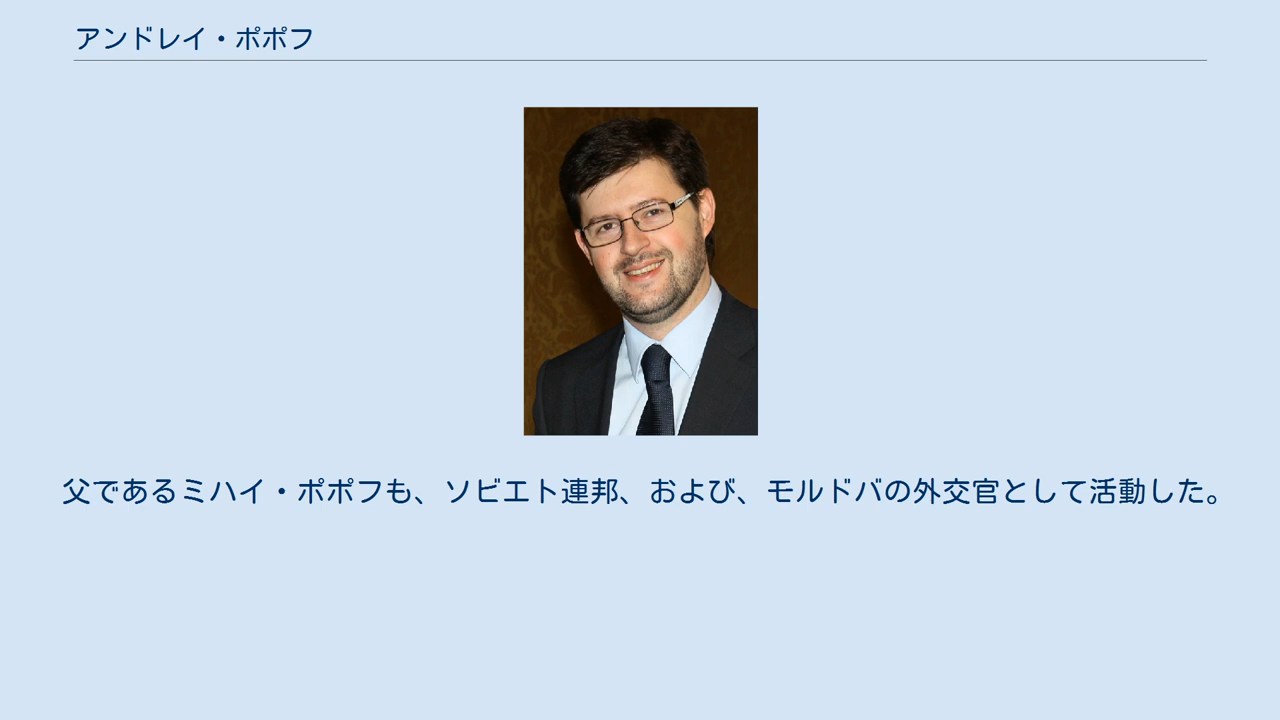 アンドレイ・ポポフ
父であるミハイ・ポポフも、ソビエト連邦、および、モルドバの外交官として活動した。